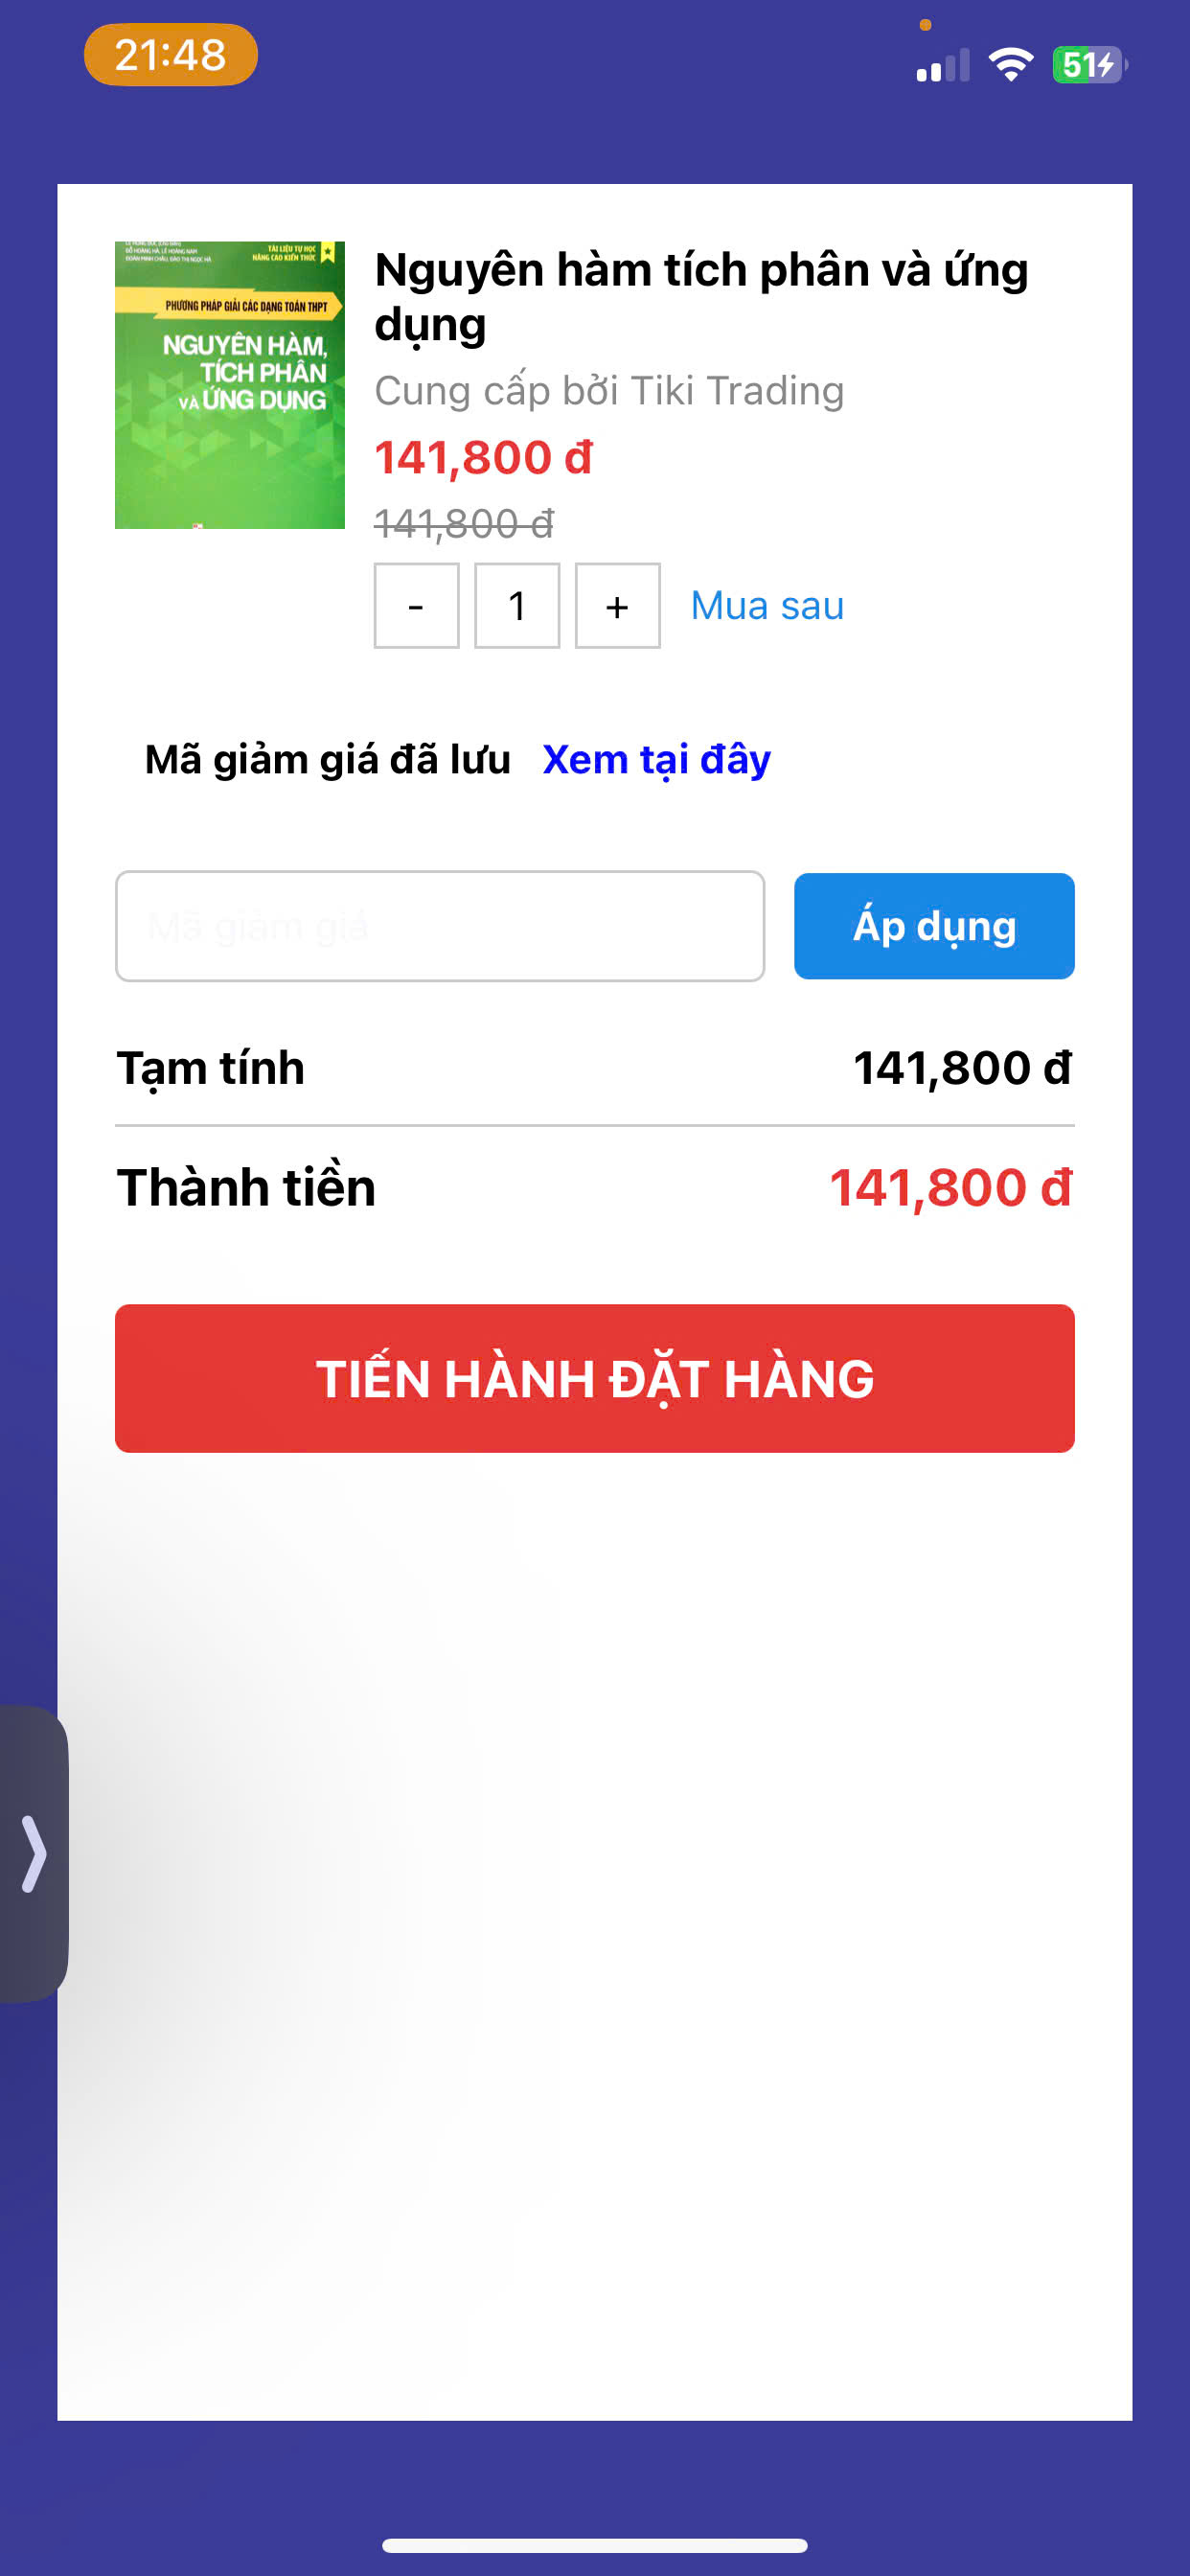 21:48
51
TÀI LIỆU TỰ HỌC
NÂNG CAO KIẾN THỨC
PHƯƠNG PHÁP GIẢI CÁC DẠNG TOÁN THPT
NGUYÊN HÀM,
TÍCH PHÂN
VÀ ỨNG DỤNG
Nguyên hàm tích phân và ứng
dụng
Cung cấp bởi Tiki Trading
141,800 đ
141,800 đ
- 1 + Mua sau
Mã giảm giá đã lưu Xem tại đây
Mã giảm giá
Áp dụng
Tạm tính 141,800 đ
Thành tiền 141,800 đ
TIẾN HÀNH ĐẶT HÀNG